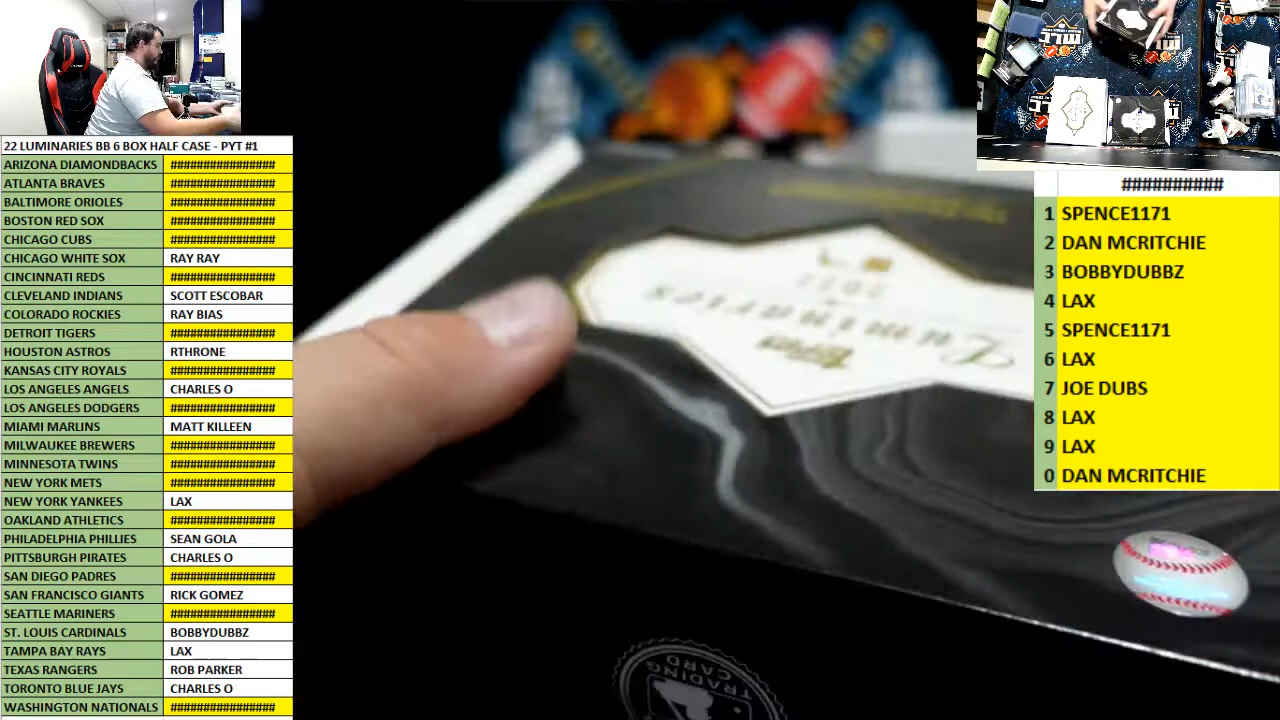 22 LUMINARIES BB 6 BOX HALF CASE - PYT #1
ARIZONA DIAMONDBACKS ################
ATLANTA BRAVES ################
BALTIMORE ORIOLES ################
BOSTON RED SOX ################
CHICAGO CUBS ################
CHICAGO WHITE SOX RAY RAY
CINCINNATI REDS ################
CLEVELAND INDIANS SCOTT ESCOBAR
COLORADO ROCKIES RAY BIAS
DETROIT TIGERS ################
HOUSTON ASTROS RTHRONE
KANSAS CITY ROYALS ################
LOS ANGELES ANGELS CHARLES O
LOS ANGELES DODGERS ################
MIAMI MARLINS MATT KILLEEN
MILWAUKEE BREWERS ################
MINNESOTA TWINS ################
NEW YORK METS ################
NEW YORK YANKEES LAX
OAKLAND ATHLETICS ################
PHILADELPHIA PHILLIES SEAN GOLA
PITTSBURGH PIRATES CHARLES O
SAN DIEGO PADRES ################
SAN FRANCISCO GIANTS RICK GOMEZ
SEATTLE MARINERS ################
ST. LOUIS CARDINALS BOBBYDUBBZ
TAMPA BAY RAYS LAX
TEXAS RANGERS ROB PARKER
TORONTO BLUE JAYS CHARLES O
WASHINGTON NATIONALS ################
Topps
Luminaries
2022
TRADING
CARD
##########
1 SPENCE1171
2 DAN MCRITCHIE
3 BOBBYDUBBZ
4 LAX
5 SPENCE1171
6 LAX
7 JOE DUBS
8 LAX
9 LAX
0 DAN MCRITCHIE